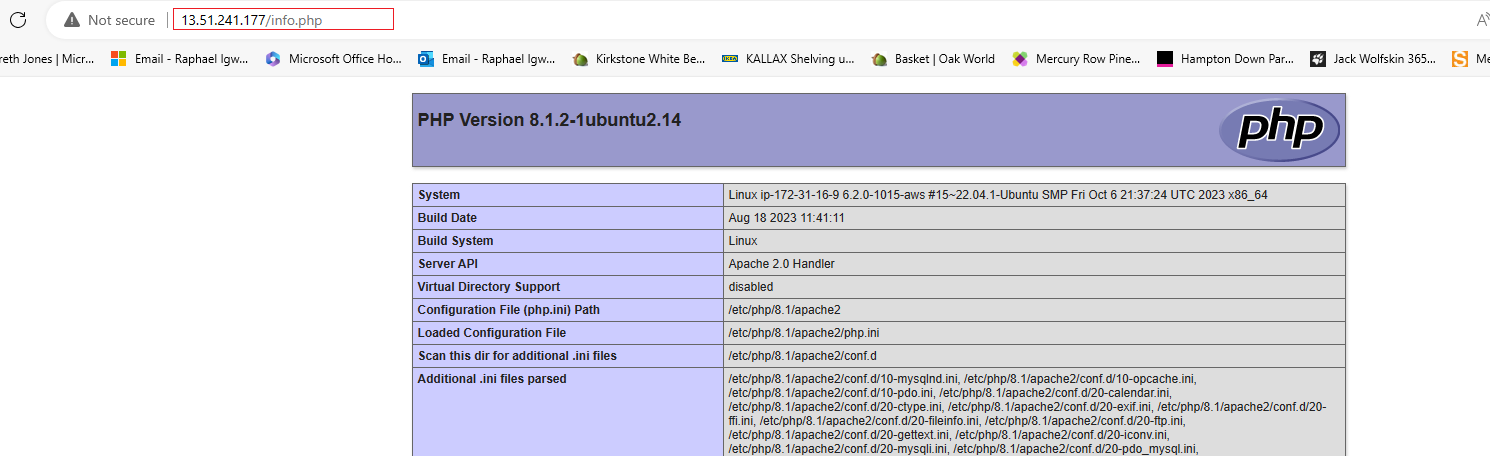 Not secure 13.51.241.177/info.php A
reth Jones | Micr... Email - Raphael Igw... Microsoft Office Ho... Email - Raphael Igw... Kirkstone White Be... IKEA KALLAX Shelving u... Basket | Oak World Mercury Row Pine... Hampton Down Par... Jack Wolfskin 365... S Me
PHP Version 8.1.2-1ubuntu2.14 php
System Linux ip-172-31-16-9 6.2.0-1015-aws #15~22.04.1-Ubuntu SMP Fri Oct 6 21:37:24 UTC 2023 x86_64
Build Date Aug 18 2023 11:41:11
Build System Linux
Server API Apache 2.0 Handler
Virtual Directory Support disabled
Configuration File (php.ini) Path /etc/php/8.1/apache2
Loaded Configuration File /etc/php/8.1/apache2/php.ini
Scan this dir for additional .ini files /etc/php/8.1/apache2/conf.d
Additional .ini files parsed /etc/php/8.1/apache2/conf.d/10-mysqlnd.ini, /etc/php/8.1/apache2/conf.d/10-opcache.ini,
/etc/php/8.1/apache2/conf.d/10-pdo.ini, /etc/php/8.1/apache2/conf.d/20-calendar.ini,
/etc/php/8.1/apache2/conf.d/20-ctype.ini, /etc/php/8.1/apache2/conf.d/20-exif.ini, /etc/php/8.1/apache2/conf.d/20-
ffi.ini, /etc/php/8.1/apache2/conf.d/20-fileinfo.ini, /etc/php/8.1/apache2/conf.d/20-ftp.ini,
/etc/php/8.1/apache2/conf.d/20-gettext.ini, /etc/php/8.1/apache2/conf.d/20-iconv.ini,
/etc/php/8.1/apache2/conf.d/20-mysqli.ini, /etc/php/8.1/apache2/conf.d/20-pdo_mysql.ini,